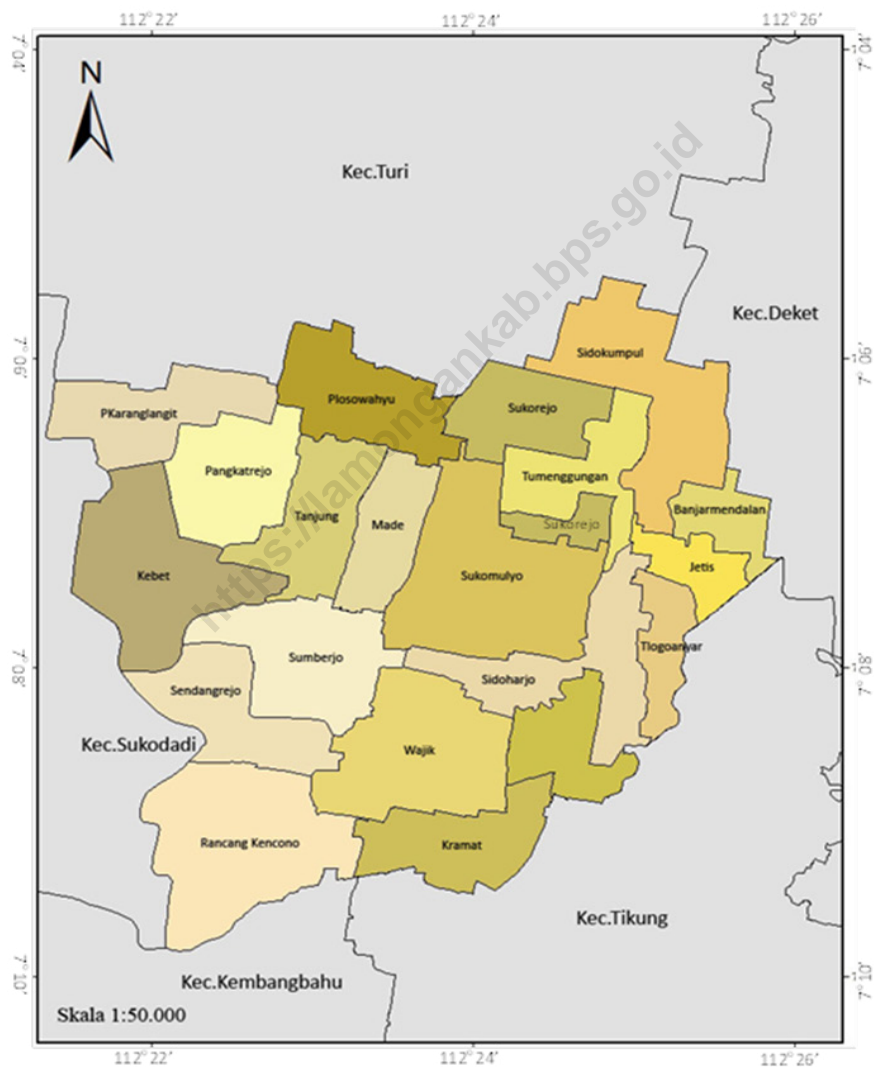 112°22'
112°24'
112°26'
7°04'
7°04'
N
Kec.Turi
https://lamongankab.bps.go.id
Kec.Deket
7°06'
Sidokumpul
7°06'
Plosowahyu
Sukorejo
PKaranglangit
Pangkatrejo
Tumenggungan
Banjarmendalan
Tanjung
Made
Sukorejo
Kebet
Sukomulyo
Jetis
Tlogoanyar
Sumberjo
7°08'
7°08'
Sidoharjo
Sendangrejo
Kec.Sukodadi
Wajik
Rancang Kencono
Kramat
Kec.Tikung
7°10'
Kec.Kembangbahu
7°10'
Skala 1:50.000
112°22'
112°24'
112°26'